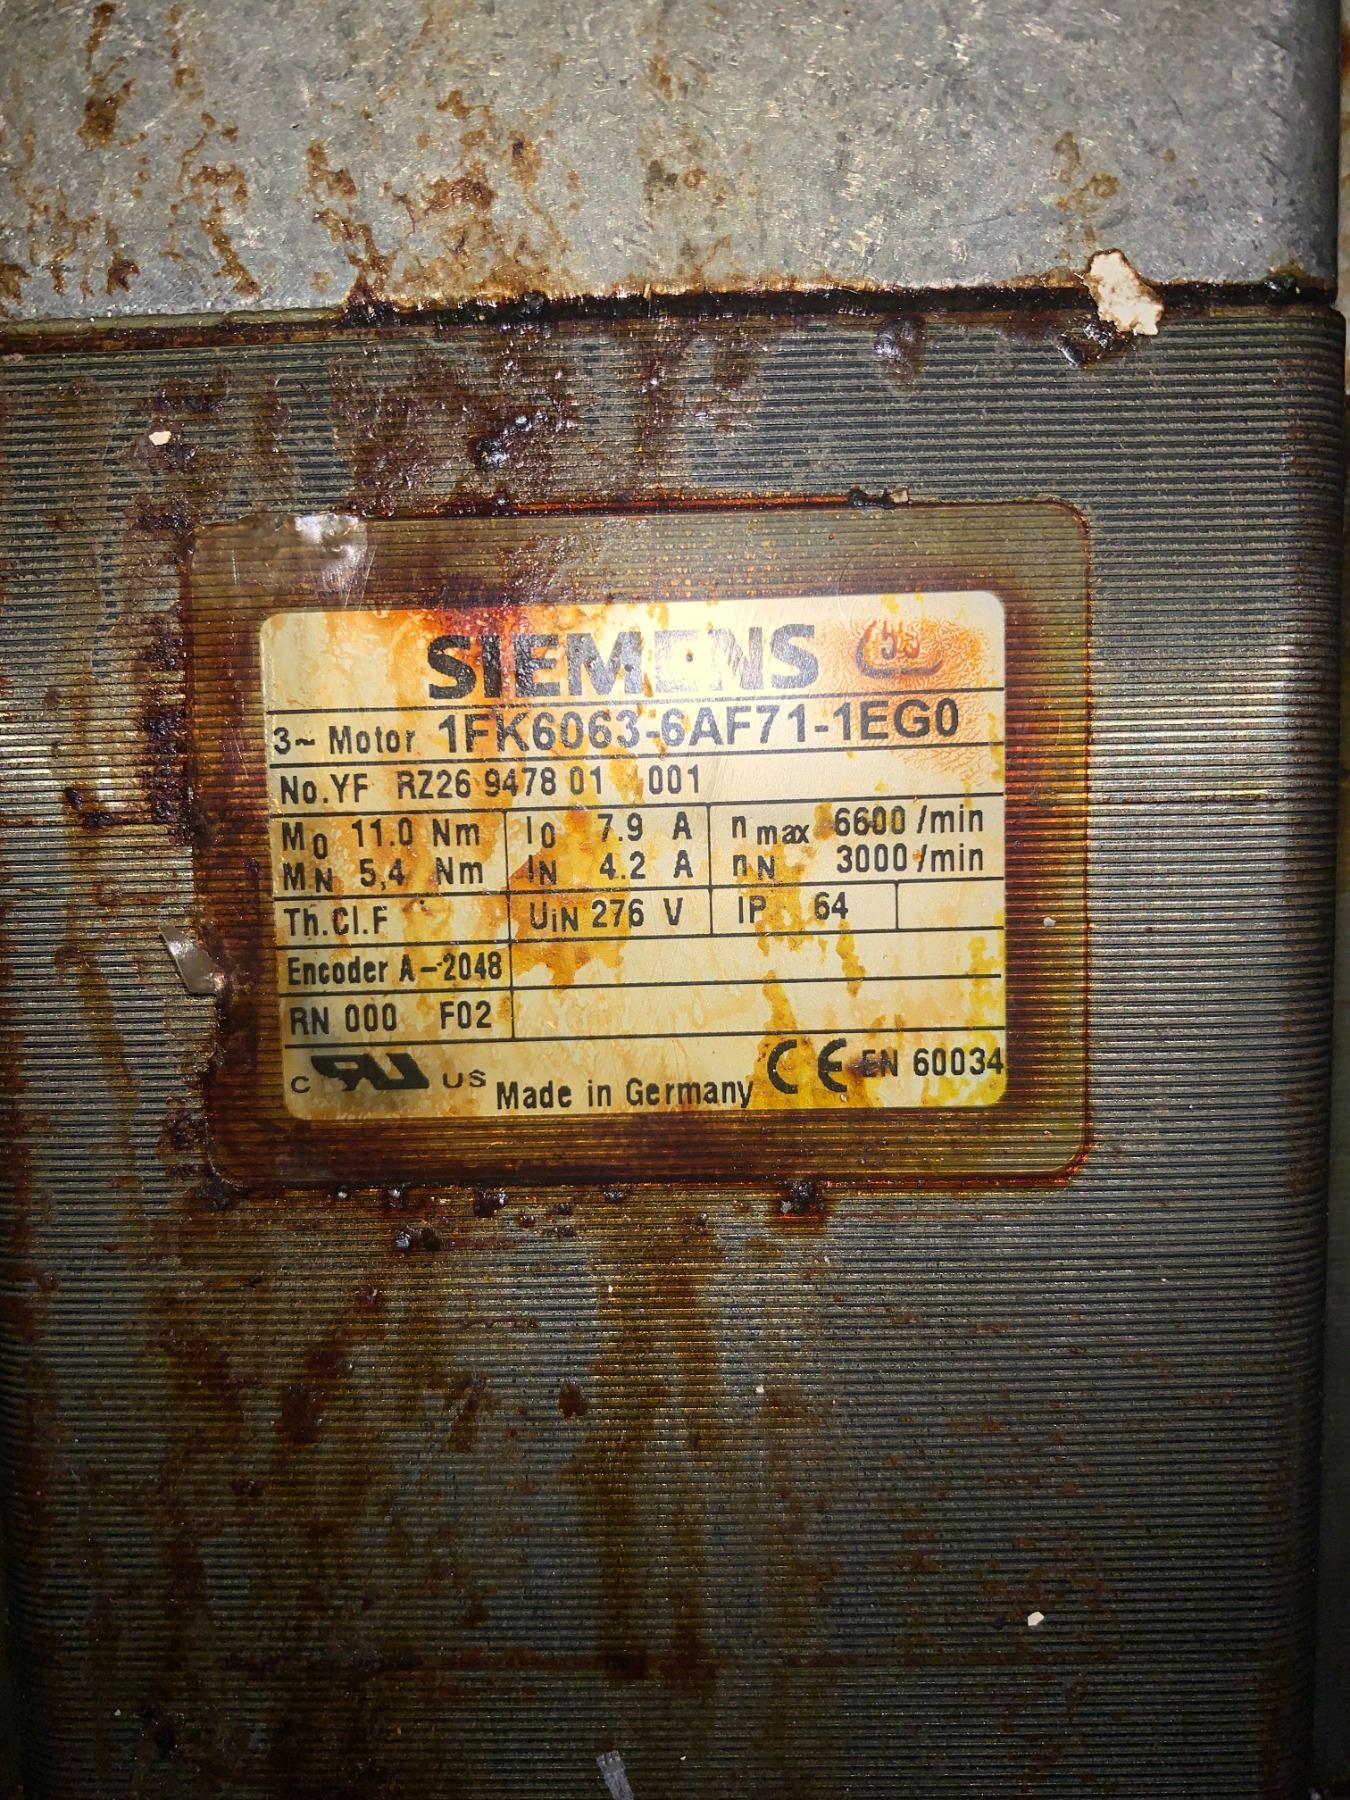 SIEMENS
3~ Motor 1FK6063-6AF71-1EG0
No.YF RZ26 9478 01 001
M0 11.0 Nm I0 7.9 A nmax 6600 /min
MN 5,4 Nm IN 4.2 A nN 3000 /min
Th.Cl.F UiN 276 V IP 64
Encoder A-2048
RN 000 F02
C RU US Made in Germany CE EN 60034